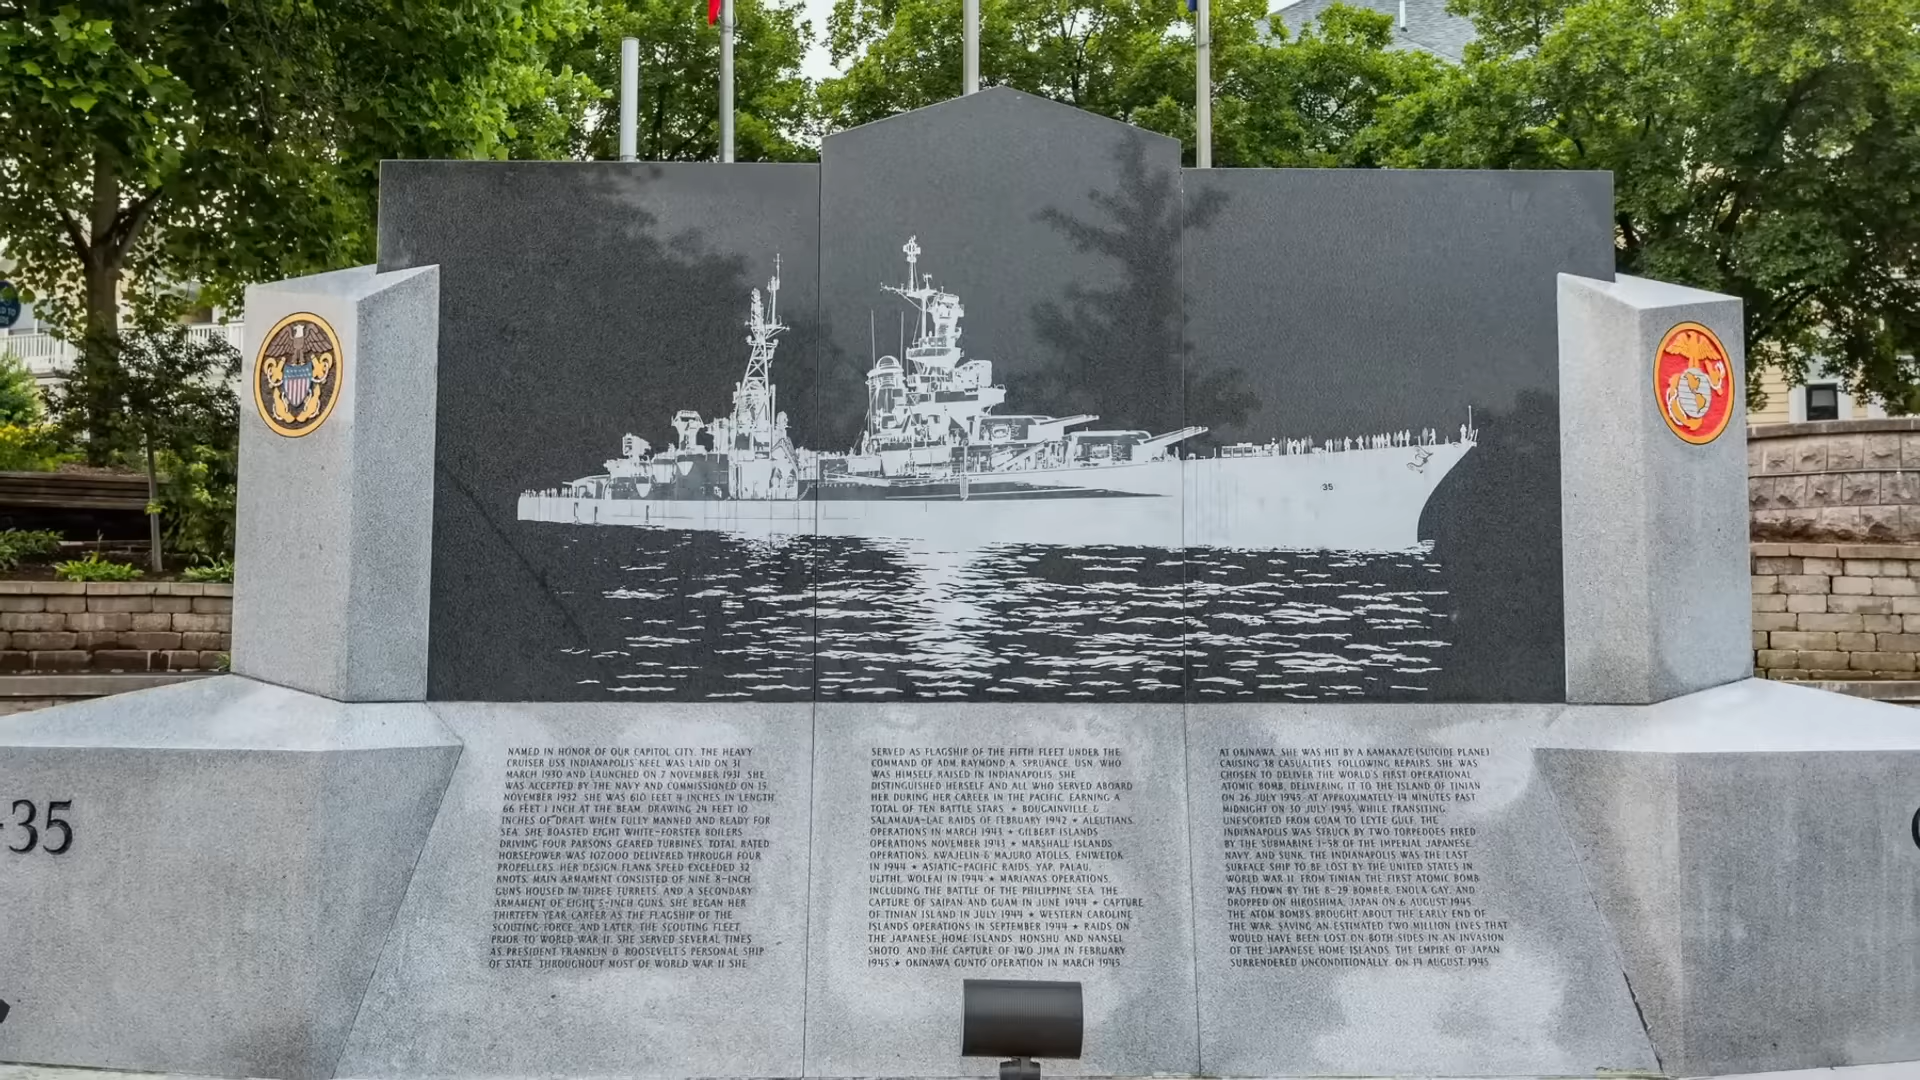 35
-35
NAMED IN HONOR OF OUR CAPITOL CITY, THE HEAVY
CRUISER USS INDIANAPOLIS' KEEL WAS LAID ON 31
MARCH 1930 AND LAUNCHED ON 7 NOVEMBER 1931. SHE
WAS ACCEPTED BY THE NAVY AND COMMISSIONED ON 15
NOVEMBER 1932. SHE WAS 610 FEET 4 INCHES IN LENGTH
66 FEET 1 INCH AT THE BEAM, DRAWING 24 FEET 10
INCHES OF DRAFT WHEN FULLY MANNED AND READY FOR
SEA. SHE BOASTED EIGHT WHITE-FORSTER BOILERS
DRIVING FOUR PARSONS GEARED TURBINES. TOTAL RATED
HORSEPOWER WAS 107,000 DELIVERED THROUGH FOUR
PROPELLERS. HER DESIGN FLANK SPEED EXCEEDED 32
KNOTS. MAIN ARMAMENT CONSISTED OF NINE 8-INCH
GUNS HOUSED IN THREE TURRETS, AND A SECONDARY
ARMAMENT OF EIGHT 5-INCH GUNS. SHE BEGAN HER
THIRTEEN YEAR CAREER AS THE FLAGSHIP OF THE
SCOUTING FORCE, AND LATER, THE SCOUTING FLEET
PRIOR TO WORLD WAR II. SHE SERVED SEVERAL TIMES
AS PRESIDENT FRANKLIN D. ROOSEVELT'S PERSONAL SHIP
OF STATE. THROUGHOUT MOST OF WORLD WAR II SHE
SERVED AS FLAGSHIP OF THE FIFTH FLEET UNDER THE
COMMAND OF ADM. RAYMOND A. SPRUANCE, USN, WHO
WAS HIMSELF RAISED IN INDIANAPOLIS. SHE
DISTINGUISHED HERSELF AND ALL WHO SERVED ABOARD
HER DURING HER CAREER IN THE PACIFIC, EARNING A
TOTAL OF TEN BATTLE STARS. ★ BOUGAINVILLE &
SALAMAUA-LAE RAIDS OF FEBRUARY 1942 ★ ALEUTIANS
OPERATIONS IN MARCH 1943 ★ GILBERT ISLANDS
OPERATIONS NOVEMBER 1943 ★ MARSHALL ISLANDS
OPERATIONS, KWAJELIN & MAJURO ATOLLS, ENIWETOK
IN 1944 ★ ASIATIC-PACIFIC RAIDS, YAP, PALAU,
ULITHI, WOLEAI IN 1944 ★ MARIANAS OPERATIONS,
INCLUDING THE BATTLE OF THE PHILIPPINE SEA, THE
CAPTURE OF SAIPAN AND GUAM IN JUNE 1944 ★ CAPTURE
OF TINIAN ISLAND IN JULY 1944 ★ WESTERN CAROLINE
ISLANDS OPERATIONS IN SEPTEMBER 1944 ★ RAIDS ON
THE JAPANESE HOME ISLANDS, HONSHU AND NANSEI
SHOTO, AND THE CAPTURE OF IWO JIMA IN FEBRUARY
1945 ★ OKINAWA GUNTO OPERATION IN MARCH 1945.
AT OKINAWA, SHE WAS HIT BY A KAMAKAZE (SUICIDE PLANE)
CAUSING 38 CASUALTIES. FOLLOWING REPAIRS, SHE WAS
CHOSEN TO DELIVER THE WORLD'S FIRST OPERATIONAL
ATOMIC BOMB, DELIVERING IT TO THE ISLAND OF TINIAN
ON 26 JULY 1945. AT APPROXIMATELY 14 MINUTES PAST
MIDNIGHT ON 30 JULY 1945, WHILE TRANSITING,
UNESCORTED FROM GUAM TO LEYTE GULF, THE
INDIANAPOLIS WAS STRUCK BY TWO TORPEDOES FIRED
BY THE SUBMARINE I-58 OF THE IMPERIAL JAPANESE
NAVY, AND SUNK. THE INDIANAPOLIS WAS THE LAST
SURFACE SHIP TO BE LOST BY THE UNITED STATES IN
WORLD WAR II. FROM TINIAN THE FIRST ATOMIC BOMB
WAS FLOWN BY THE B-29 BOMBER, ENOLA GAY, AND
DROPPED ON HIROSHIMA, JAPAN ON 6 AUGUST 1945.
THE ATOM BOMBS BROUGHT ABOUT THE EARLY END OF
THE WAR, SAVING AN ESTIMATED TWO MILLION LIVES THAT
WOULD HAVE BEEN LOST ON BOTH SIDES IN AN INVASION
OF THE JAPANESE HOME ISLANDS. THE EMPIRE OF JAPAN
SURRENDERED UNCONDITIONALLY, ON 14 AUGUST 1945.